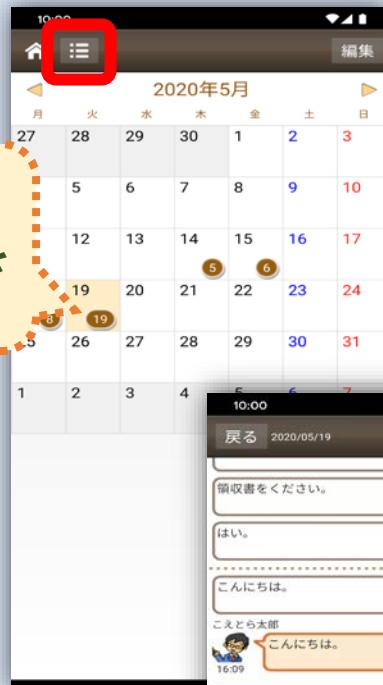 10:00
編集
2020年5月
月 火 水 木 金 土 日
27 28 29 30 1 2 3
5 6 7 8 9 10
12 13 14 15 16 17
5 6
19 20 21 22 23 24
8 19
26 27 28 29 30 31
1 2 3 4
10:00
戻る 2020/05/19
領収書をください。
はい。
こんにちは。
こえとら太郎
こんにちは。
16:09